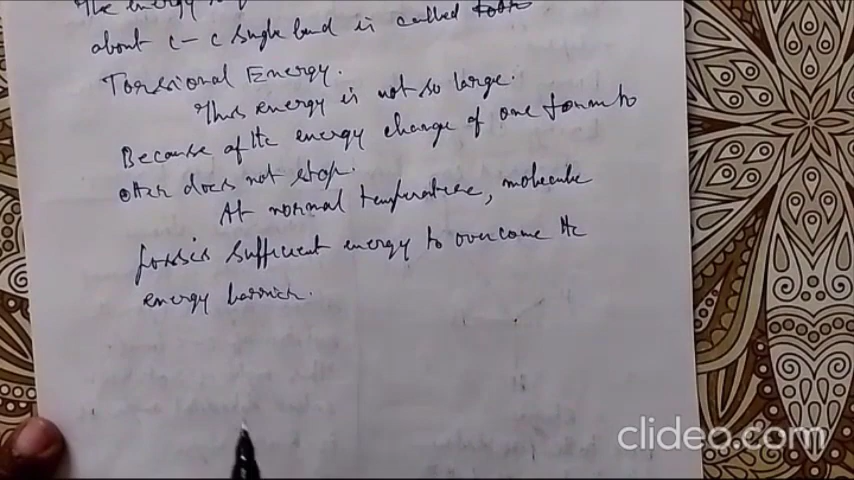 The energy
about C-C single bond is called
Torsional Energy.
This energy is not so large.
Because of the energy change of one form to
other does not stop.
At normal temperature, molecule
possess sufficient energy to overcome the
energy barrier.
clideo.com